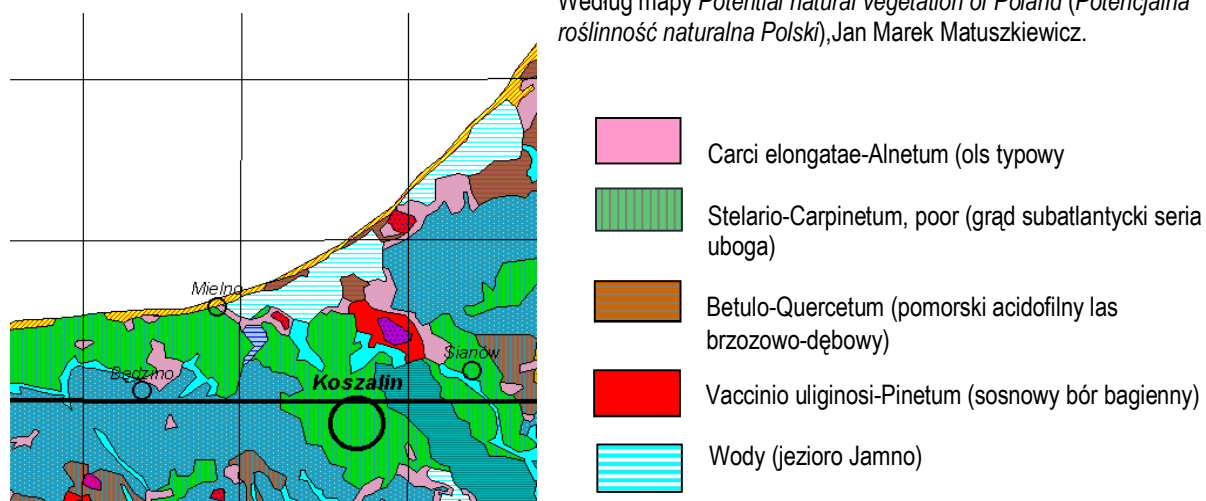 Według mapy Potential natural vegetation of Poland (Potencjalna
roślinność naturalna Polski),Jan Marek Matuszkiewicz.
Carci elongatae-Alnetum (ols typowy
Stelario-Carpinetum, poor (grąd subatlantycki seria
uboga)
Mielno
Betulo-Quercetum (pomorski acidofilny las
brzozowo-dębowy)
Sianów
Będzino
Koszalin
Vaccinio uliginosi-Pinetum (sosnowy bór bagienny)
Wody (jezioro Jamno)